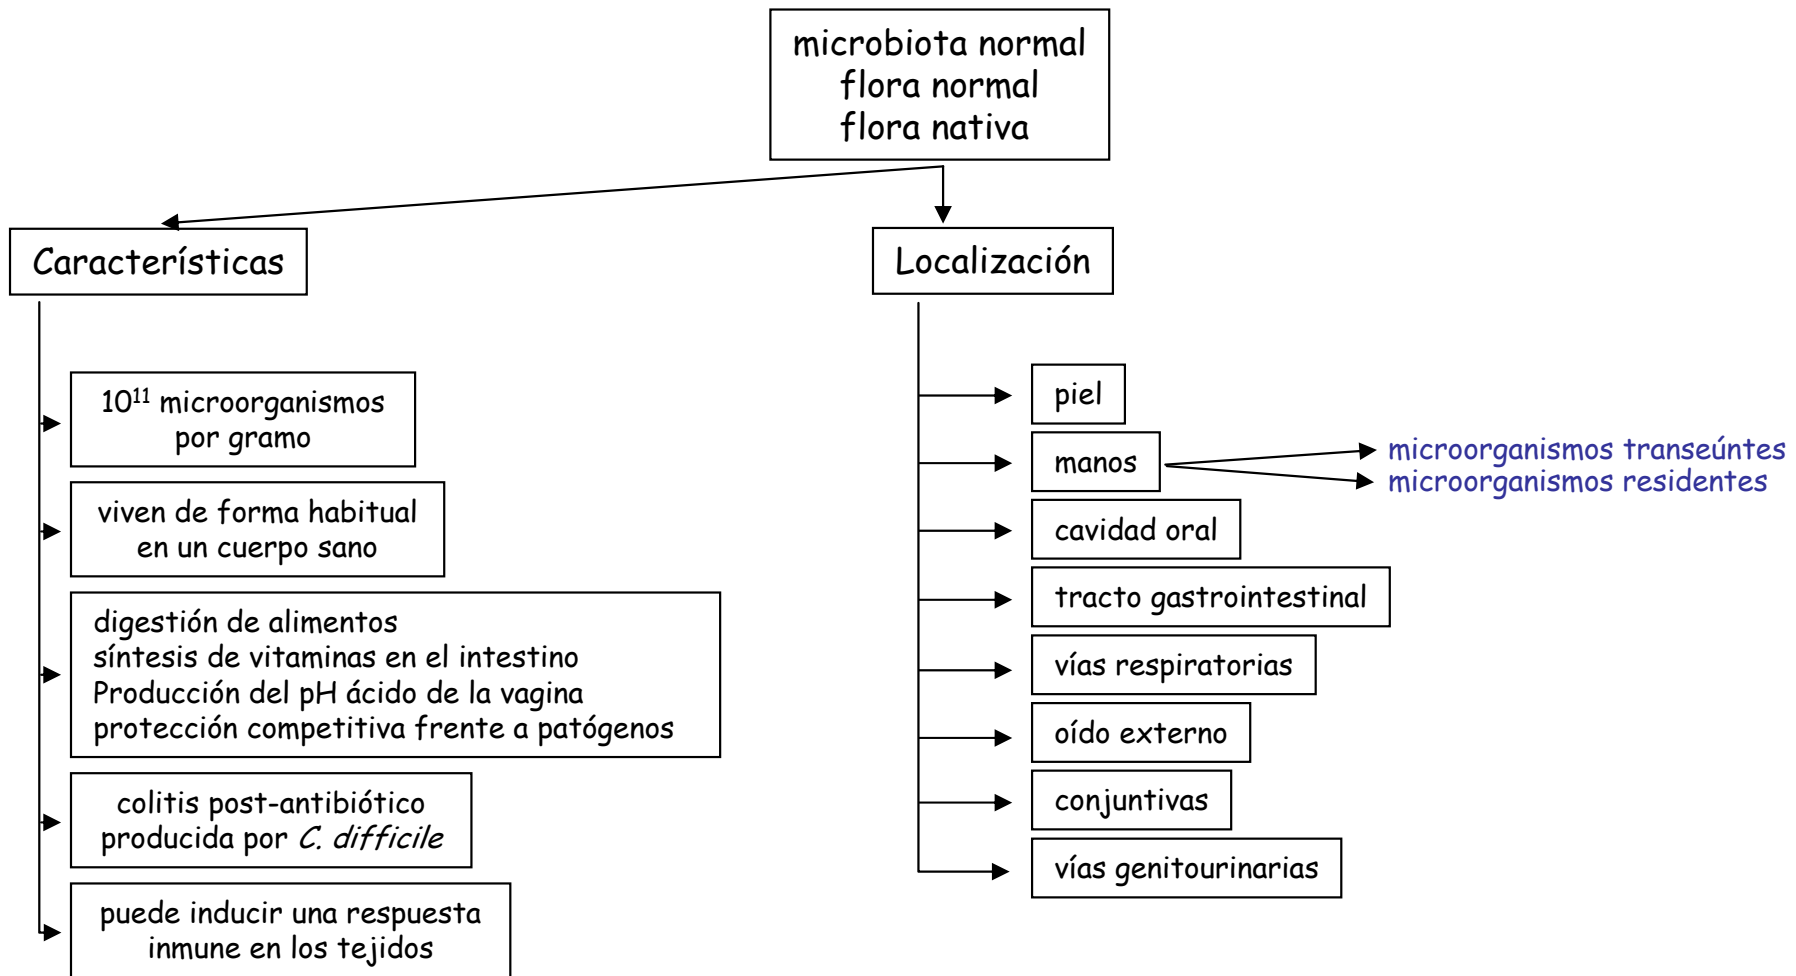 microbiota normal
flora normal
flora nativa
Características
10¹¹ microorganismos
por gramo
viven de forma habitual
en un cuerpo sano
digestión de alimentos
síntesis de vitaminas en el intestino
Producción del pH ácido de la vagina
protección competitiva frente a patógenos
colitis post-antibiótico
producida por C. difficile
puede inducir una respuesta
inmune en los tejidos
Localización
piel
manos
microorganismos transeúntes
microorganismos residentes
cavidad oral
tracto gastrointestinal
vías respiratorias
oído externo
conjuntivas
vías genitourinarias